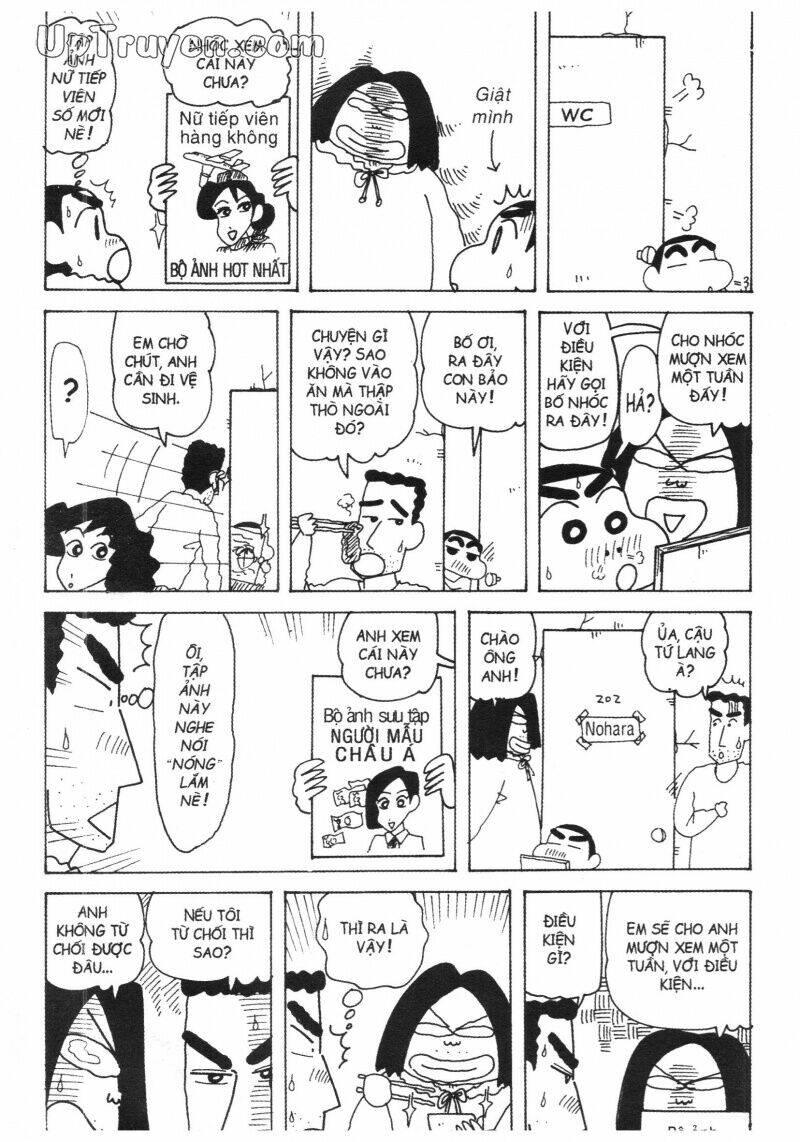 UpTruyen.com
WC
Giật
mình
NHÓC XEM
CÁI NÀY
CHƯA?
Nữ tiếp viên
hàng không
BỘ ẢNH HOT NHẤT
ẢNH
NỮ TIẾP
VIÊN
SỐ MỚI
NÈ!
CHO NHÓC
MƯỢN XEM
MỘT TUẦN
ĐẤY!
HẢ?
VỚI
ĐIỀU
KIỆN
HÃY GỌI
BỐ NHÓC
RA ĐÂY!
BỐ ƠI,
RA ĐÂY
CON BẢO
NÀY!
CHUYỆN GÌ
VẬY? SAO
KHÔNG VÀO
ĂN MÀ THẬP
THÒ NGOÀI
ĐÓ?
EM CHỜ
CHÚT, ANH
CẦN ĐI VỆ
SINH.
?
ỦA, CẬU
TỨ LANG
À?
202
Nohara
CHÀO
ÔNG
ANH!
ANH XEM
CÁI NÀY
CHƯA?
Bộ ảnh sưu tập
NGƯỜI MẪU
CHÂU Á
ÔI,
TẬP
ẢNH
NÀY
NGHE
NÓI
"NÓNG"
LẮM
NÈ!
EM SẼ CHO ANH
MƯỢN XEM MỘT
TUẦN, VỚI ĐIỀU
KIỆN...
ĐIỀU
KIỆN
GÌ?
THÌ RA LÀ
VẬY!
NẾU TÔI
TỪ CHỐI THÌ
SAO?
ANH
KHÔNG TỪ
CHỐI ĐƯỢC
ĐÂU...